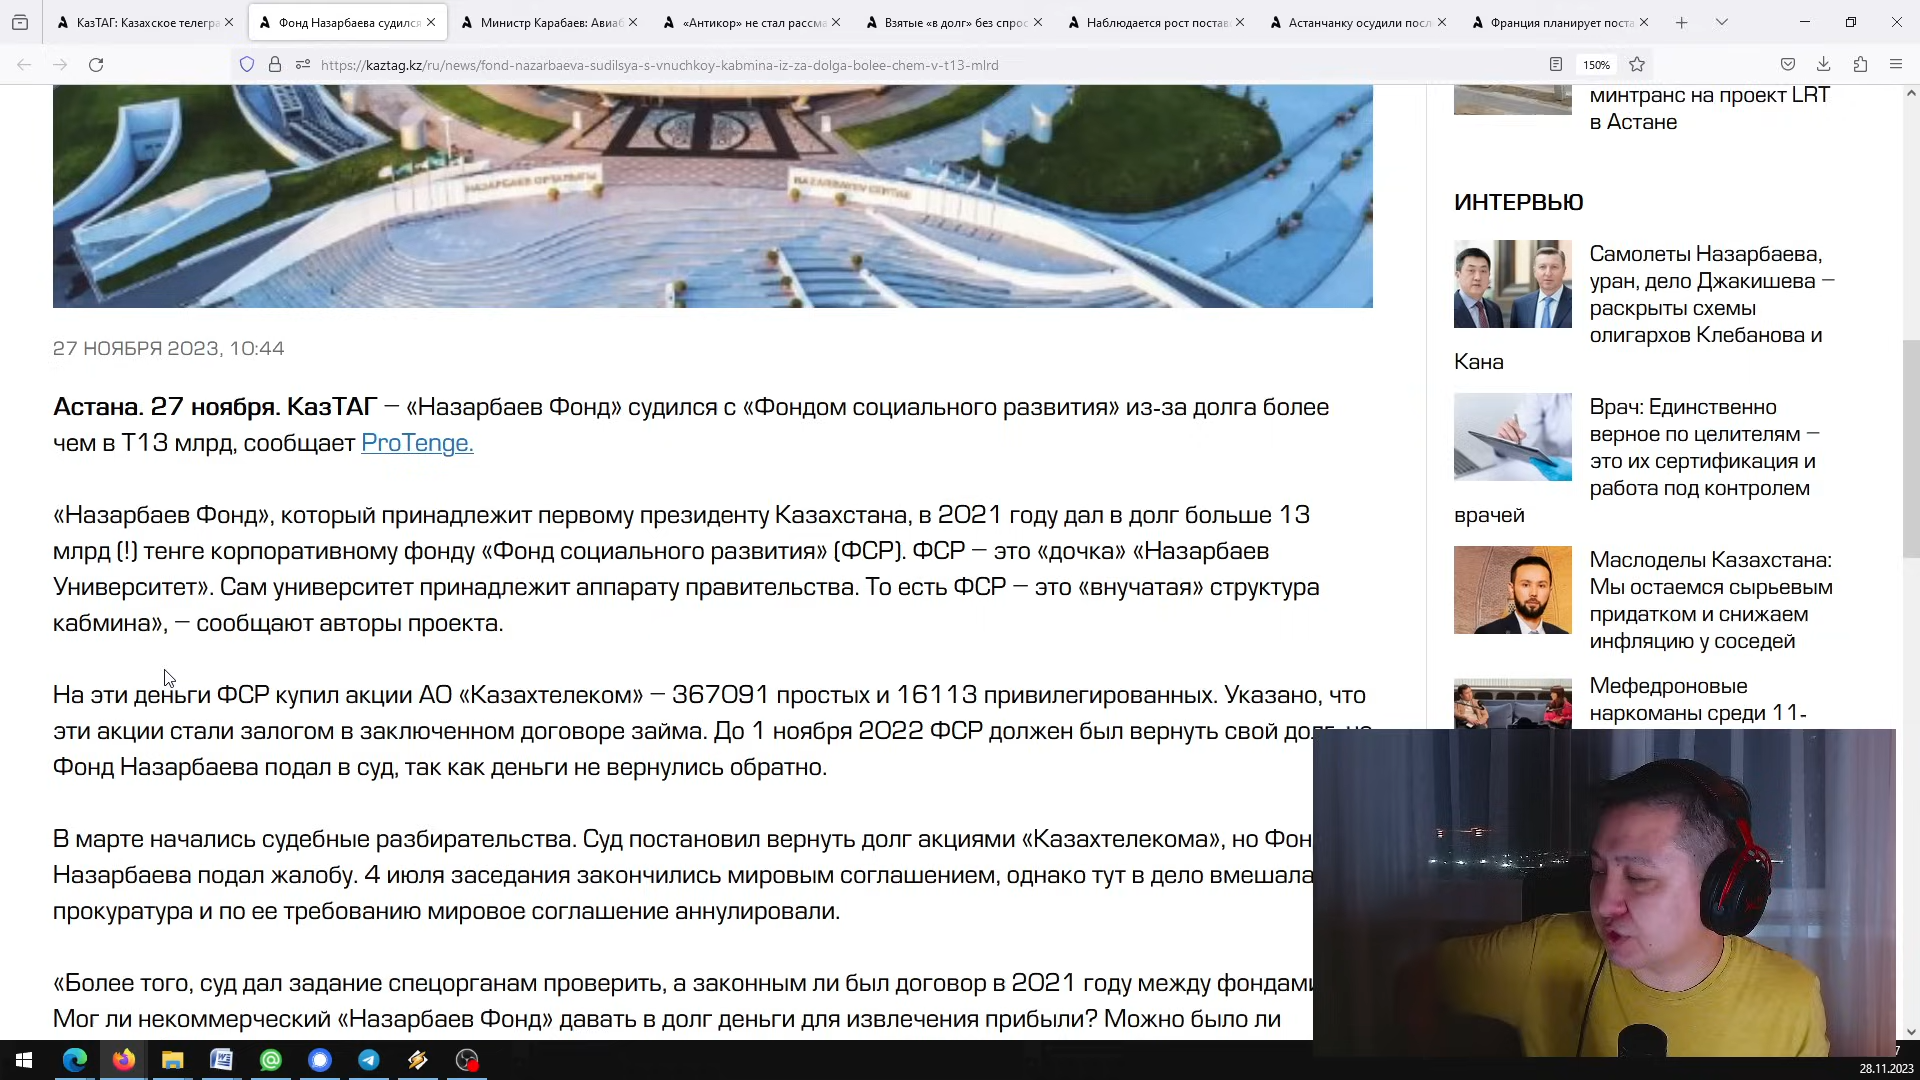 КазТАГ: Казахское телегра
Фонд Назарбаева судился
Министр Карабаев: Авиаб
«Антикор» не стал рассма
Взятые «в долг» без спрос
Наблюдается рост постав
Астанчанку осудили посл
Франция планирует поста
https://kaztag.kz/ru/news/fond-nazarbaeva-sudilsya-s-vnuchkoy-kabmina-iz-za-dolga-bolee-chem-v-t13-mlrd
150%
НАЗАРБАЕВ ОРТАЛЫҒЫ
NAZARBAYEV CENTRE
27 НОЯБРЯ 2023, 10:44
Астана. 27 ноября. КазТАГ – «Назарбаев Фонд» судился с «Фондом социального развития» из-за долга более
чем в Т13 млрд, сообщает ProTenge.
«Назарбаев Фонд», который принадлежит первому президенту Казахстана, в 2021 году дал в долг больше 13
млрд (!) тенге корпоративному фонду «Фонд социального развития» (ФСР). ФСР – это «дочка» «Назарбаев
Университет». Сам университет принадлежит аппарату правительства. То есть ФСР – это «внучатая» структура
кабмина», – сообщают авторы проекта.
На эти деньги ФСР купил акции АО «Казахтелеком» – 367091 простых и 16113 привилегированных. Указано, что
эти акции стали залогом в заключенном договоре займа. До 1 ноября 2022 ФСР должен был вернуть свой долг, но
Фонд Назарбаева подал в суд, так как деньги не вернулись обратно.
В марте начались судебные разбирательства. Суд постановил вернуть долг акциями «Казахтелекома», но Фон
Назарбаева подал жалобу. 4 июля заседания закончились мировым соглашением, однако тут в дело вмешала
прокуратура и по ее требованию мировое соглашение аннулировали.
«Более того, суд дал задание спецорганам проверить, а законным ли был договор в 2021 году между фондами
Мог ли некоммерческий «Назарбаев Фонд» давать в долг деньги для извлечения прибыли? Можно было ли
минтранс на проект LRT
в Астане
ИНТЕРВЬЮ
Самолеты Назарбаева,
уран, дело Джакишева –
раскрыты схемы
олигархов Клебанова и
Кана
Врач: Единственно
верное по целителям –
это их сертификация и
работа под контролем
врачей
Маслоделы Казахстана:
Мы остаемся сырьевым
придатком и снижаем
инфляцию у соседей
Мефедроновые
наркоманы среди 11-
28.11.2023